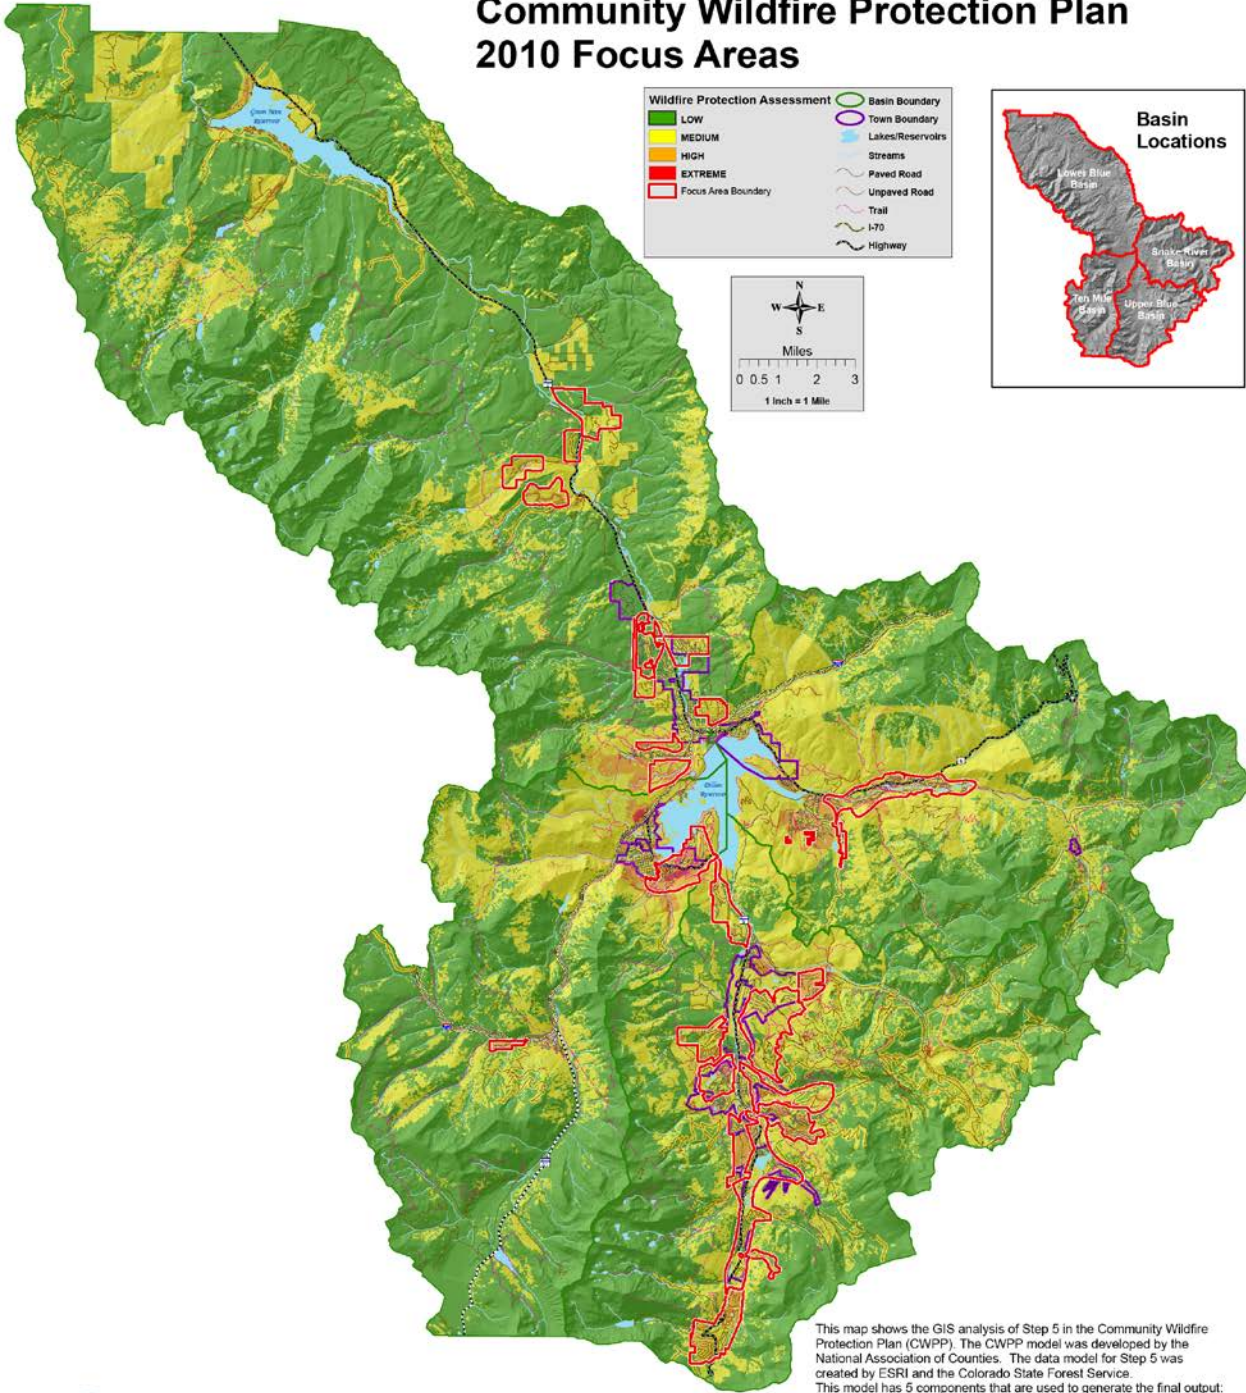 Community Wildfire Protection Plan
2010 Focus Areas
Wildfire Protection Assessment
LOW
MEDIUM
HIGH
EXTREME
Focus Area Boundary
Basin Boundary
Town Boundary
Lakes/Reservoirs
Streams
Paved Road
Unpaved Road
Trail
I-70
Highway
Basin
Locations
Lower Blue
Basin
Snake River
Basin
Ten Mile
Basin
Upper Blue
Basin
N
W E
S
Miles
0 0.5 1 2 3
1 Inch = 1 Mile
Green Mtn
Reservoir
Dillon
Reservoir
This map shows the GIS analysis of Step 5 in the Community Wildfire
Protection Plan (CWPP). The CWPP model was developed by the
National Association of Counties. The data model for Step 5 was
created by ESRI and the Colorado State Forest Service.
This model has 5 components that are used to generate the final output: